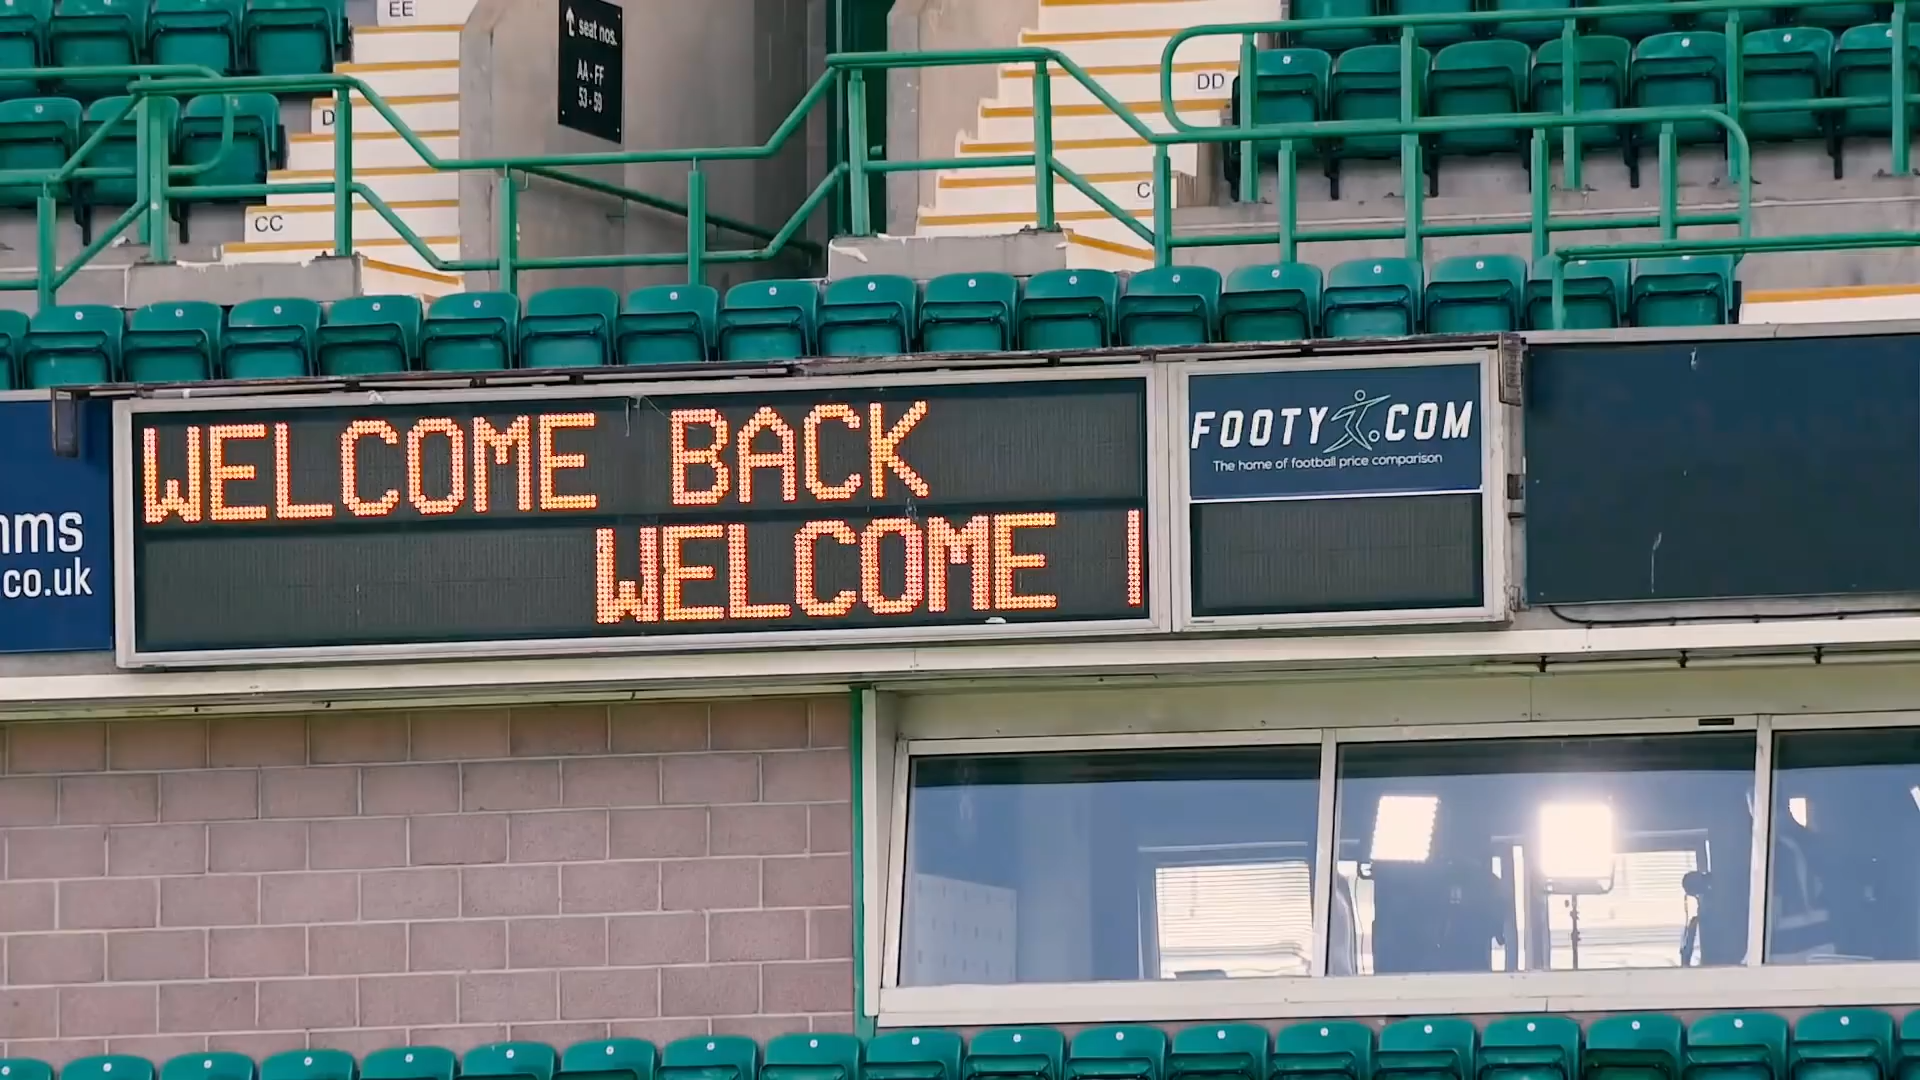 EE
seat nos.
AA - FF
53 - 59
DD
CC
WELCOME BACK
WELCOME
FOOTY.COM
The home of football price comparison
.co.uk